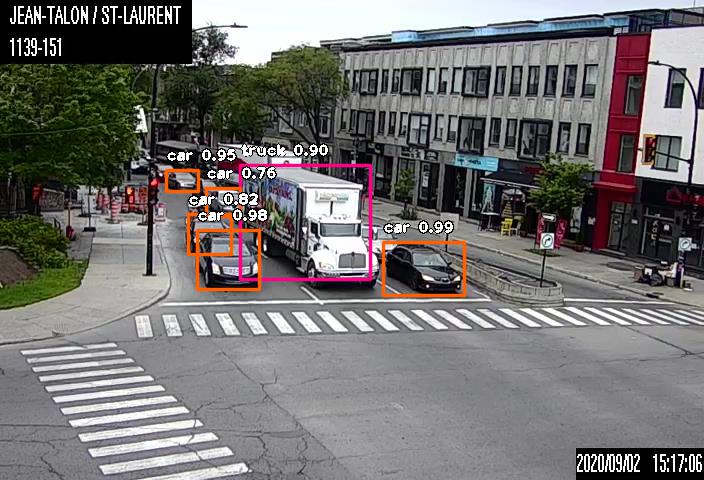 JEAN-TALON / ST-LAURENT
1139-151
car 0.95
truck 0.90
car 0.76
car 0.82
car 0.98
car 0.99
2020/09/02 15:17:06